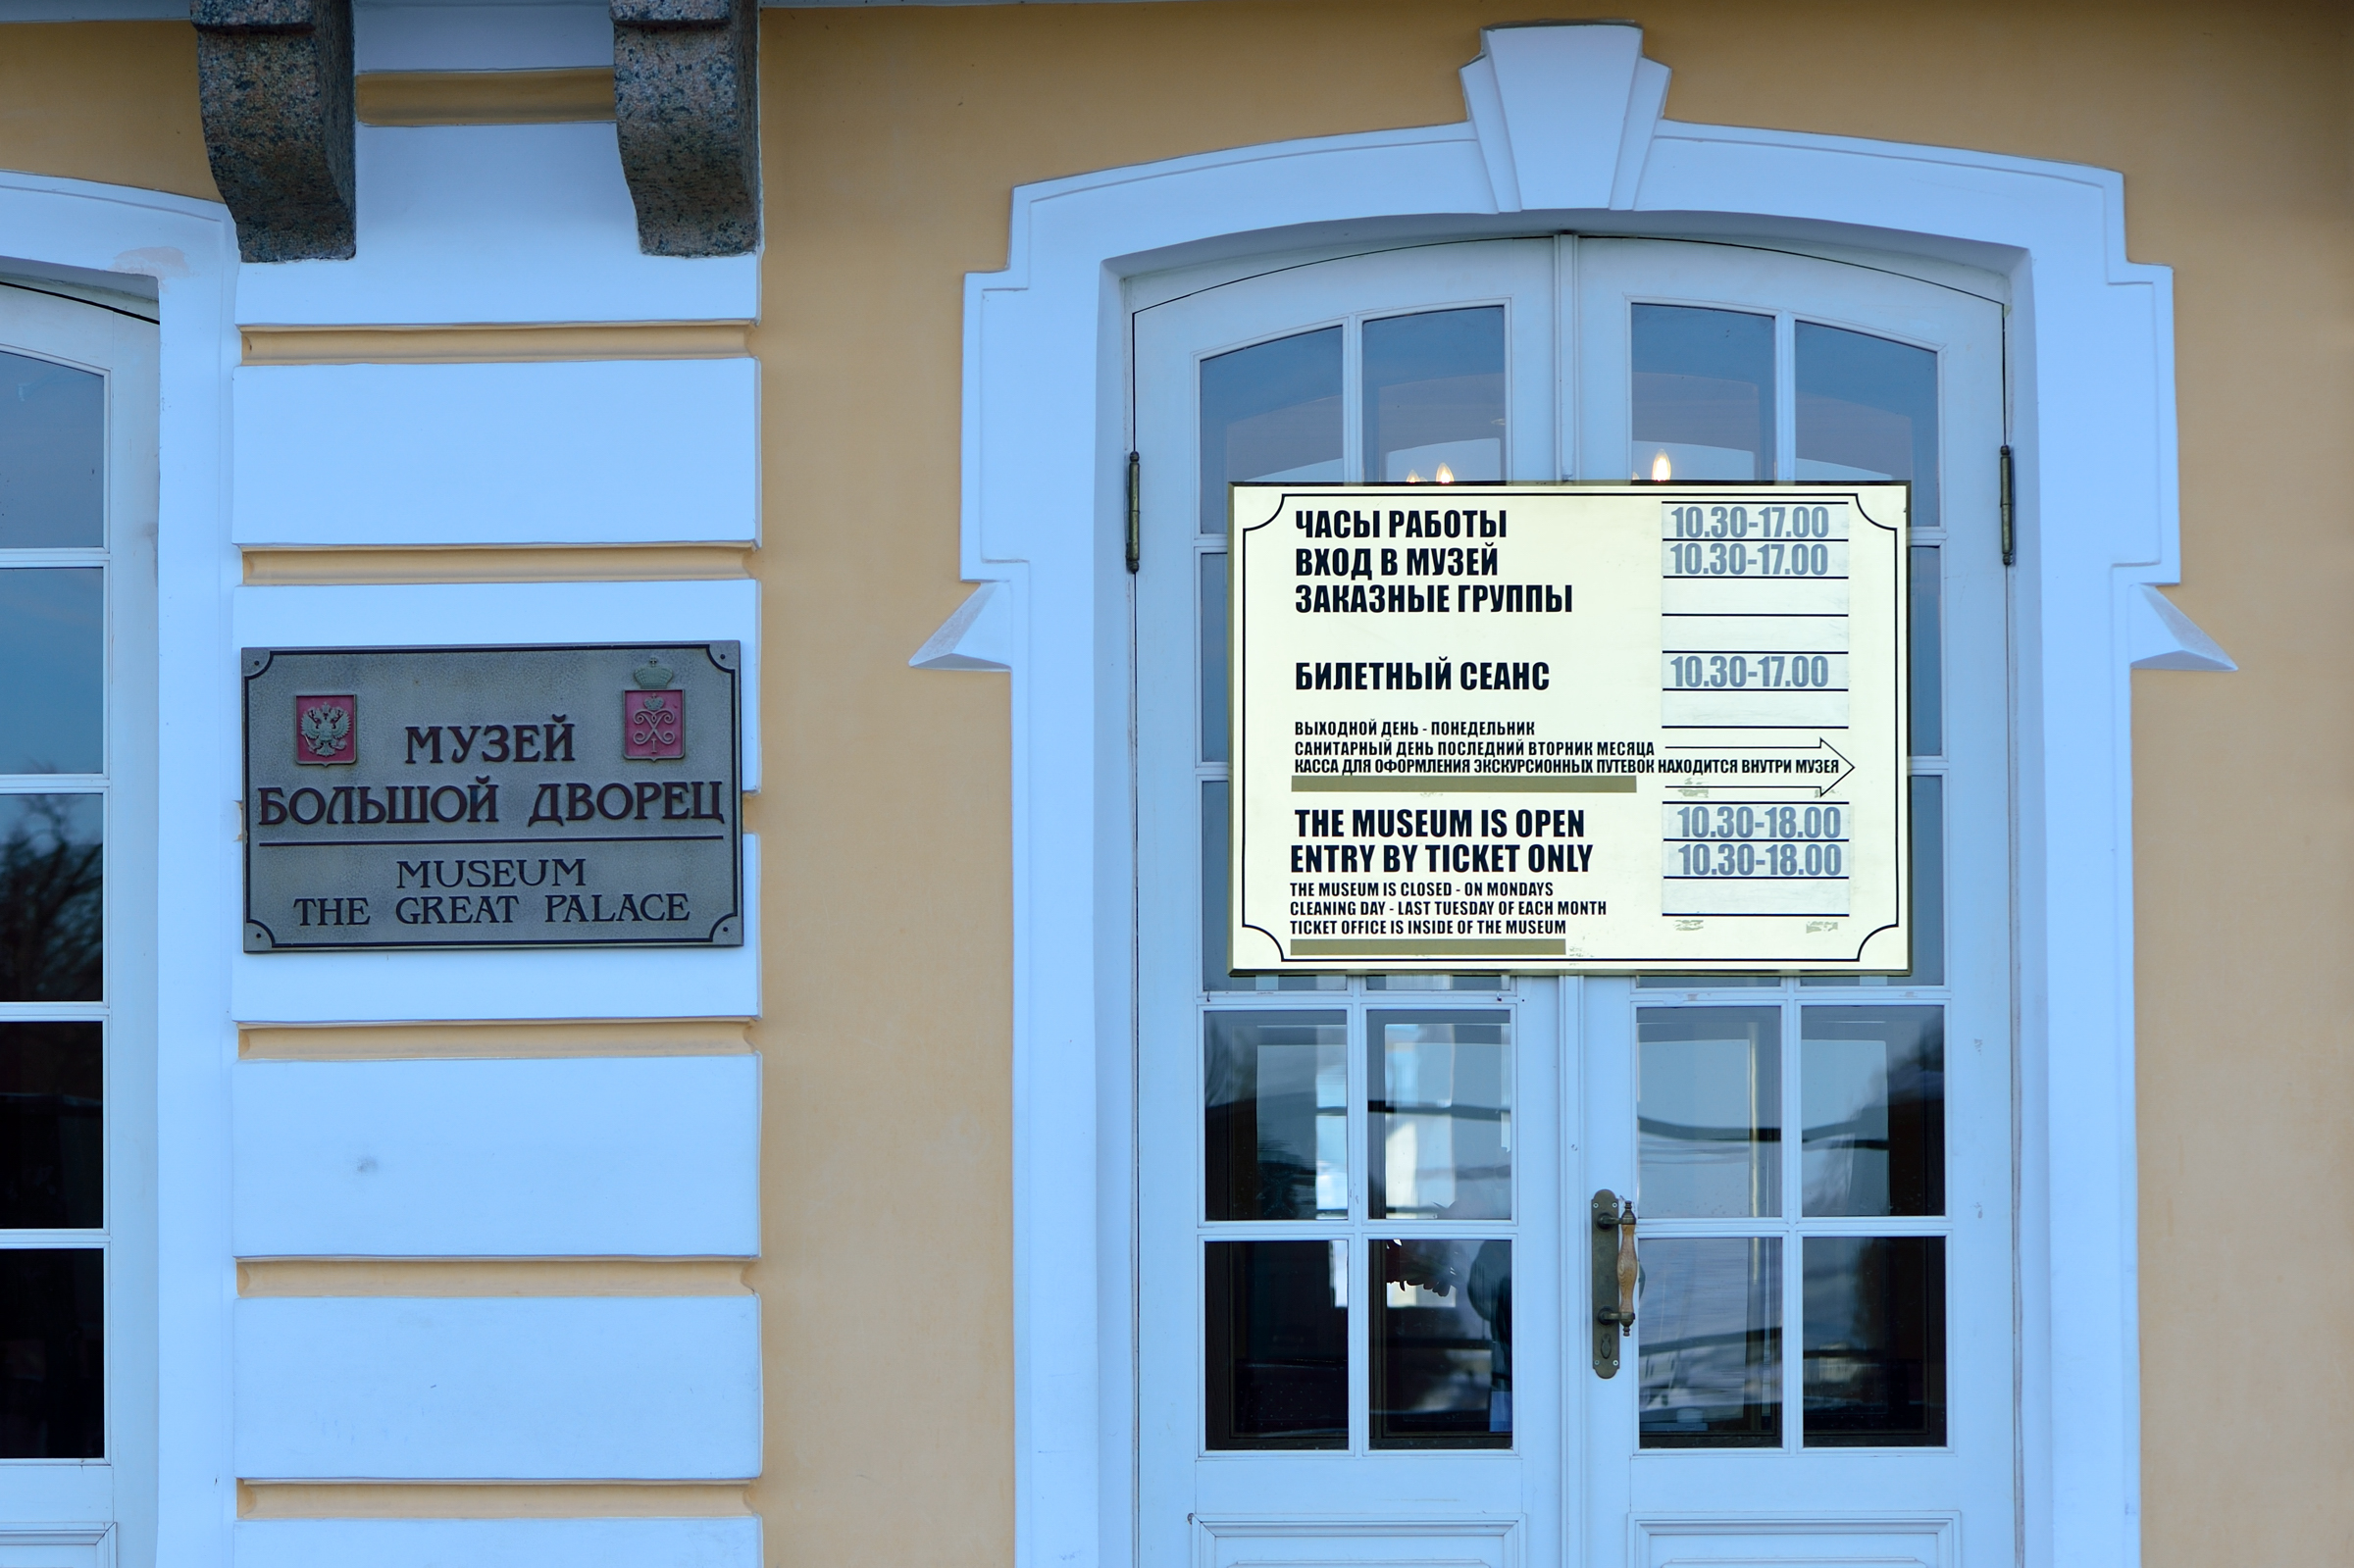 МУЗЕЙ
БОЛЬШОЙ ДВОРЕЦ
MUSEUM
THE GREAT PALACE
ЧАСЫ РАБОТЫ 10.30-17.00
ВХОД В МУЗЕЙ 10.30-17.00
ЗАКАЗНЫЕ ГРУППЫ
БИЛЕТНЫЙ СЕАНС 10.30-17.00
ВЫХОДНОЙ ДЕНЬ - ПОНЕДЕЛЬНИК
САНИТАРНЫЙ ДЕНЬ ПОСЛЕДНИЙ ВТОРНИК МЕСЯЦА
КАССА ДЛЯ ОФОРМЛЕНИЯ ЭКСКУРСИОННЫХ ПУТЕВОК НАХОДИТСЯ ВНУТРИ МУЗЕЯ
THE MUSEUM IS OPEN 10.30-18.00
ENTRY BY TICKET ONLY 10.30-18.00
THE MUSEUM IS CLOSED - ON MONDAYS
CLEANING DAY - LAST TUESDAY OF EACH MONTH
TICKET OFFICE IS INSIDE OF THE MUSEUM